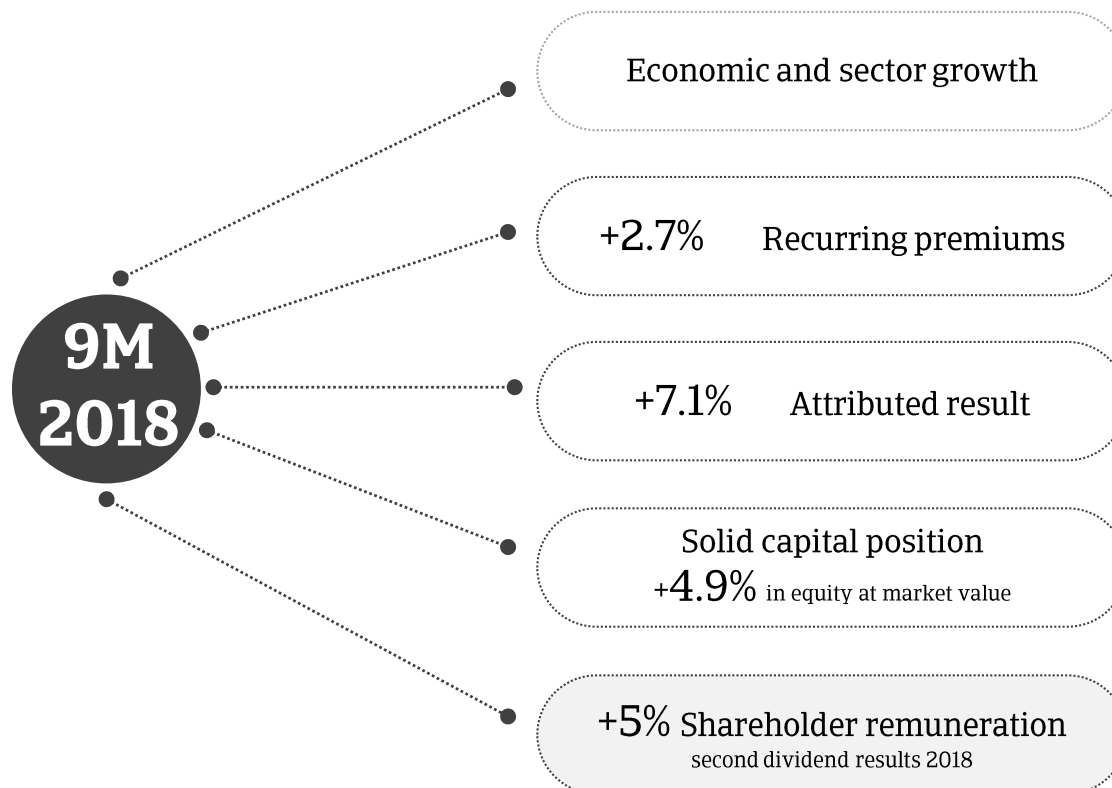 9M
2018
Economic and sector growth
+2.7% Recurring premiums
+7.1% Attributed result
Solid capital position
+4.9% in equity at market value
+5% Shareholder remuneration
second dividend results 2018